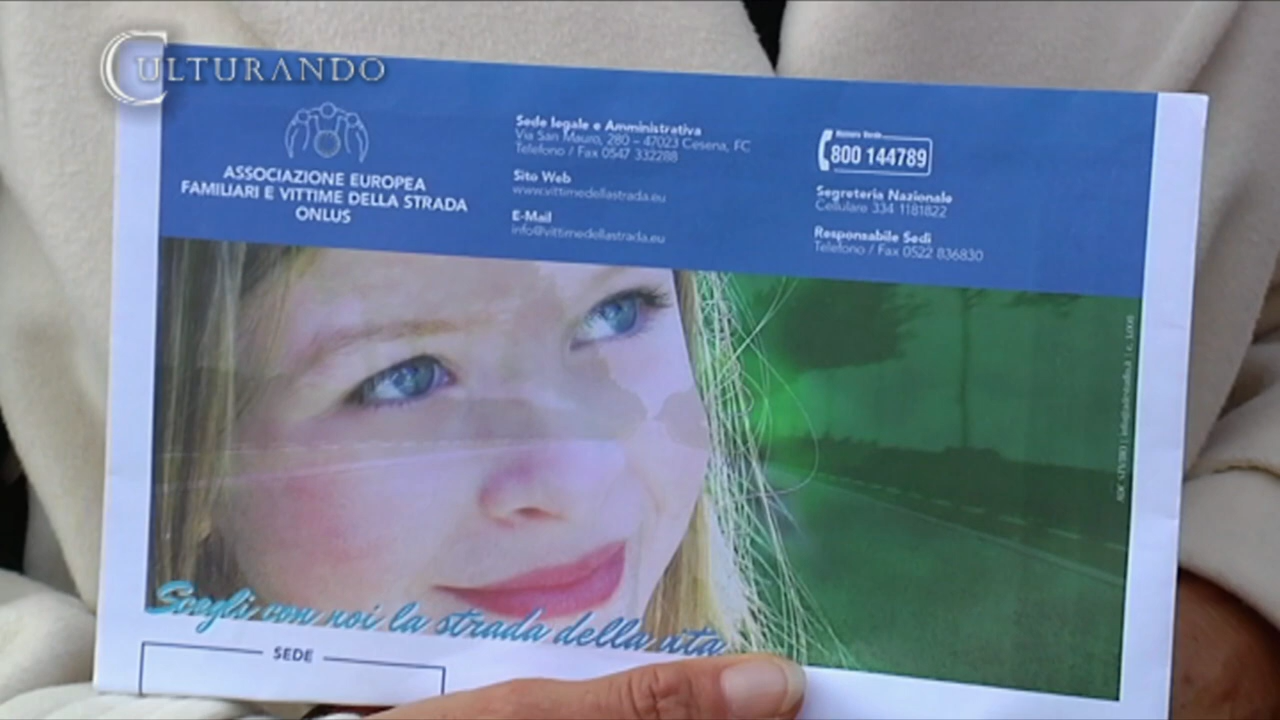 CULTURANDO
ASSOCIAZIONE EUROPEA
FAMILIARI E VITTIME DELLA STRADA
ONLUS
Sede legale e Amministrativa
Via San Mauro, 280 – 47023 Cesena, FC
Telefono / Fax 0547 332288
Sito Web
www.vittimedellastrada.eu
E-Mail
info@vittimedellastrada.eu
Numero Verde
800 144789
Segreteria Nazionale
Cellulare 334 1181822
Responsabile Sedi
Telefono / Fax 0522 836830
Scegli con noi la strada della vita
SEDE